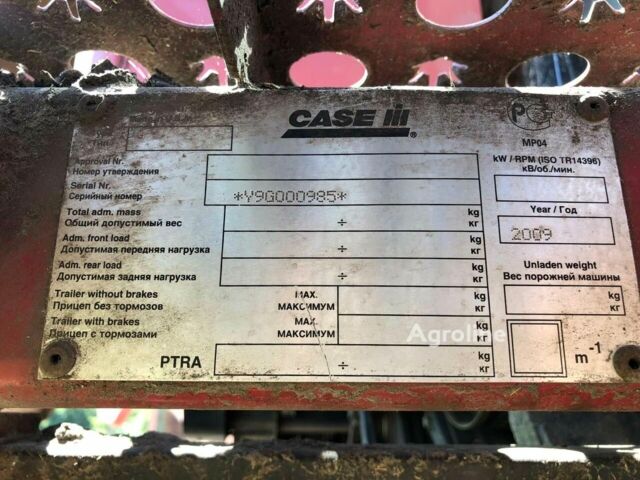 CASE IH ®
MP04
ТИП
Approval Nr.
Номер утверждения
kW / RPM (ISO TR14396)
кВ/об./мин.
Serial Nr.
Серийный номер
*Y9G000985*
Total adm. mass
Общий допустимый вес
÷ kg
кг
Year / Год
2009
Adm. front load
Допустимая передняя нагрузка
÷ kg
кг
Adm. rear load
Допустимая задняя нагрузка
÷ kg
кг
Unladen weight
Вес порожней машины
Trailer without brakes MAX. kg
Прицеп без тормозов МАКСИМУМ кг
kg
кг
Trailer with brakes MAX. kg
Прицеп с тормозами МАКСИМУМ кг
PTRA ÷ kg
кг
m-1
Agroline